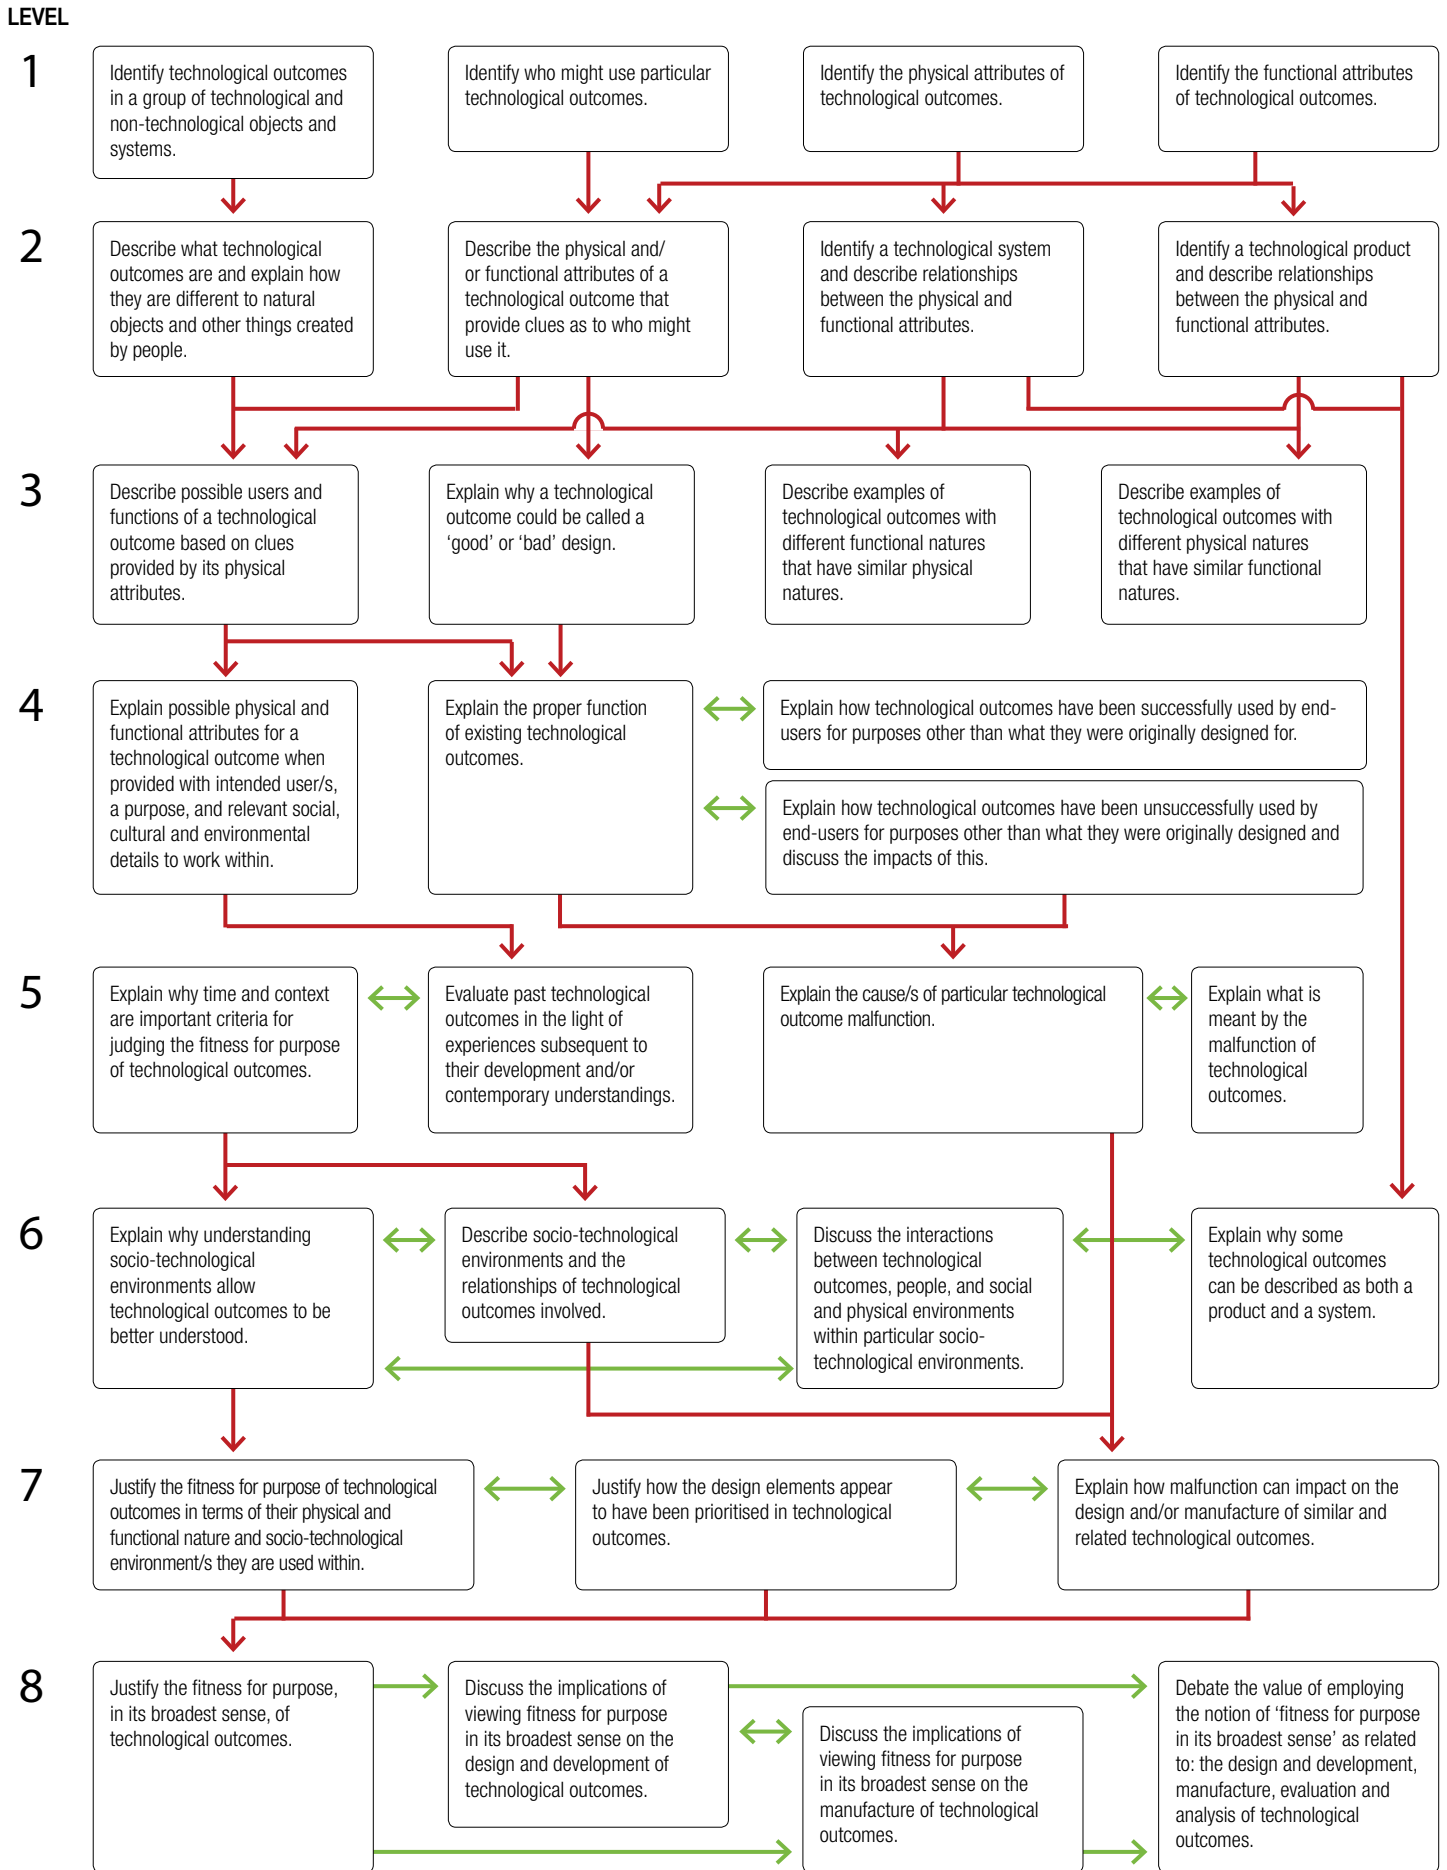 LEVEL
1
Identify technological outcomes
in a group of technological and
non-technological objects and
systems.
Identify who might use particular
technological outcomes.
Identify the physical attributes of
technological outcomes.
Identify the functional attributes
of technological outcomes.
2
Describe what technological
outcomes are and explain how
they are different to natural
objects and other things created
by people.
Describe the physical and/
or functional attributes of a
technological outcome that
provide clues as to who might
use it.
Identify a technological system
and describe relationships
between the physical and
functional attributes.
Identify a technological product
and describe relationships
between the physical and
functional attributes.
3
Describe possible users and
functions of a technological
outcome based on clues
provided by its physical
attributes.
Explain why a technological
outcome could be called a
‘good’ or ‘bad’ design.
Describe examples of
technological outcomes with
different functional natures
that have similar physical
natures.
Describe examples of
technological outcomes with
different physical natures
that have similar functional
natures.
4
Explain possible physical and
functional attributes for a
technological outcome when
provided with intended user/s,
a purpose, and relevant social,
cultural and environmental
details to work within.
Explain the proper function
of existing technological
outcomes.
Explain how technological outcomes have been successfully used by end-
users for purposes other than what they were originally designed for.
Explain how technological outcomes have been unsuccessfully used by
end-users for purposes other than what they were originally designed and
discuss the impacts of this.
5
Explain why time and context
are important criteria for
judging the fitness for purpose
of technological outcomes.
Evaluate past technological
outcomes in the light of
experiences subsequent to
their development and/or
contemporary understandings.
Explain the cause/s of particular technological
outcome malfunction.
Explain what is
meant by the
malfunction of
technological
outcomes.
6
Explain why understanding
socio-technological
environments allow
technological outcomes to be
better understood.
Describe socio-technological
environments and the
relationships of technological
outcomes involved.
Discuss the interactions
between technological
outcomes, people, and social
and physical environments
within particular socio-
technological environments.
Explain why some
technological outcomes
can be described as both a
product and a system.
7
Justify the fitness for purpose of technological
outcomes in terms of their physical and
functional nature and socio-technological
environment/s they are used within.
Justify how the design elements appear
to have been prioritised in technological
outcomes.
Explain how malfunction can impact on the
design and/or manufacture of similar and
related technological outcomes.
8
Justify the fitness for purpose,
in its broadest sense, of
technological outcomes.
Discuss the implications of
viewing fitness for purpose
in its broadest sense on the
design and development of
technological outcomes.
Discuss the implications of
viewing fitness for purpose
in its broadest sense on the
manufacture of technological
outcomes.
Debate the value of employing
the notion of ‘fitness for purpose
in its broadest sense’ as related
to: the design and development,
manufacture, evaluation and
analysis of technological
outcomes.